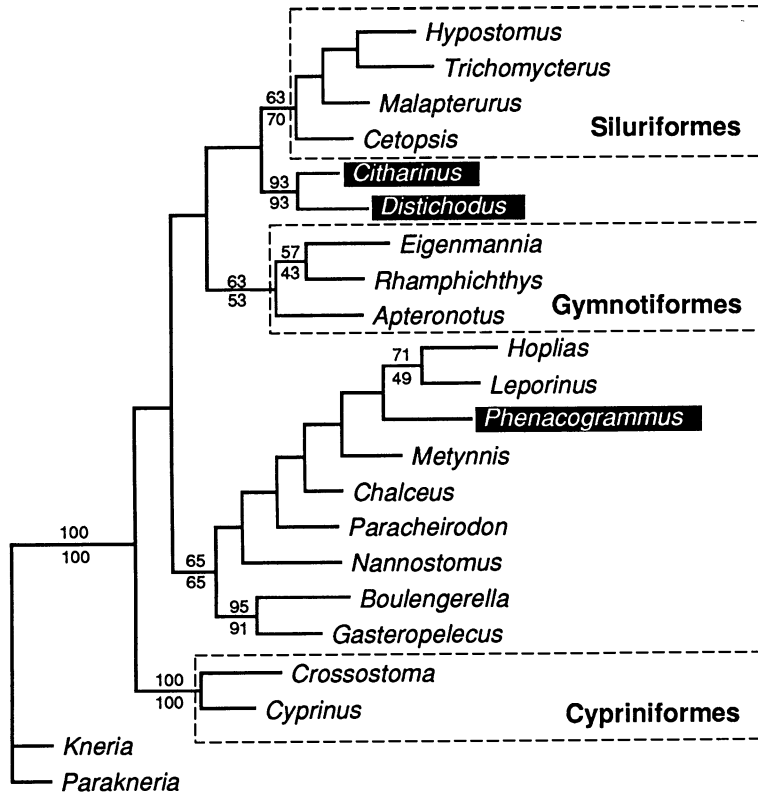 Hypostomus
Trichomycterus
63
Malapterurus
70
Siluriformes
Cetopsis
Citharinus
93
93
Distichodus
Eigenmannia
57
43
Rhamphichthys
63
53
Gymnotiformes
Apteronotus
Hoplias
71
49
Leporinus
Phenacogrammus
Metynnis
Chalceus
Paracheirodon
100
100
Nannostomus
65
65
Boulengerella
95
91
Gasteropelecus
Crossostoma
100
100
Cyprinus
Cypriniformes
Kneria
Parakneria